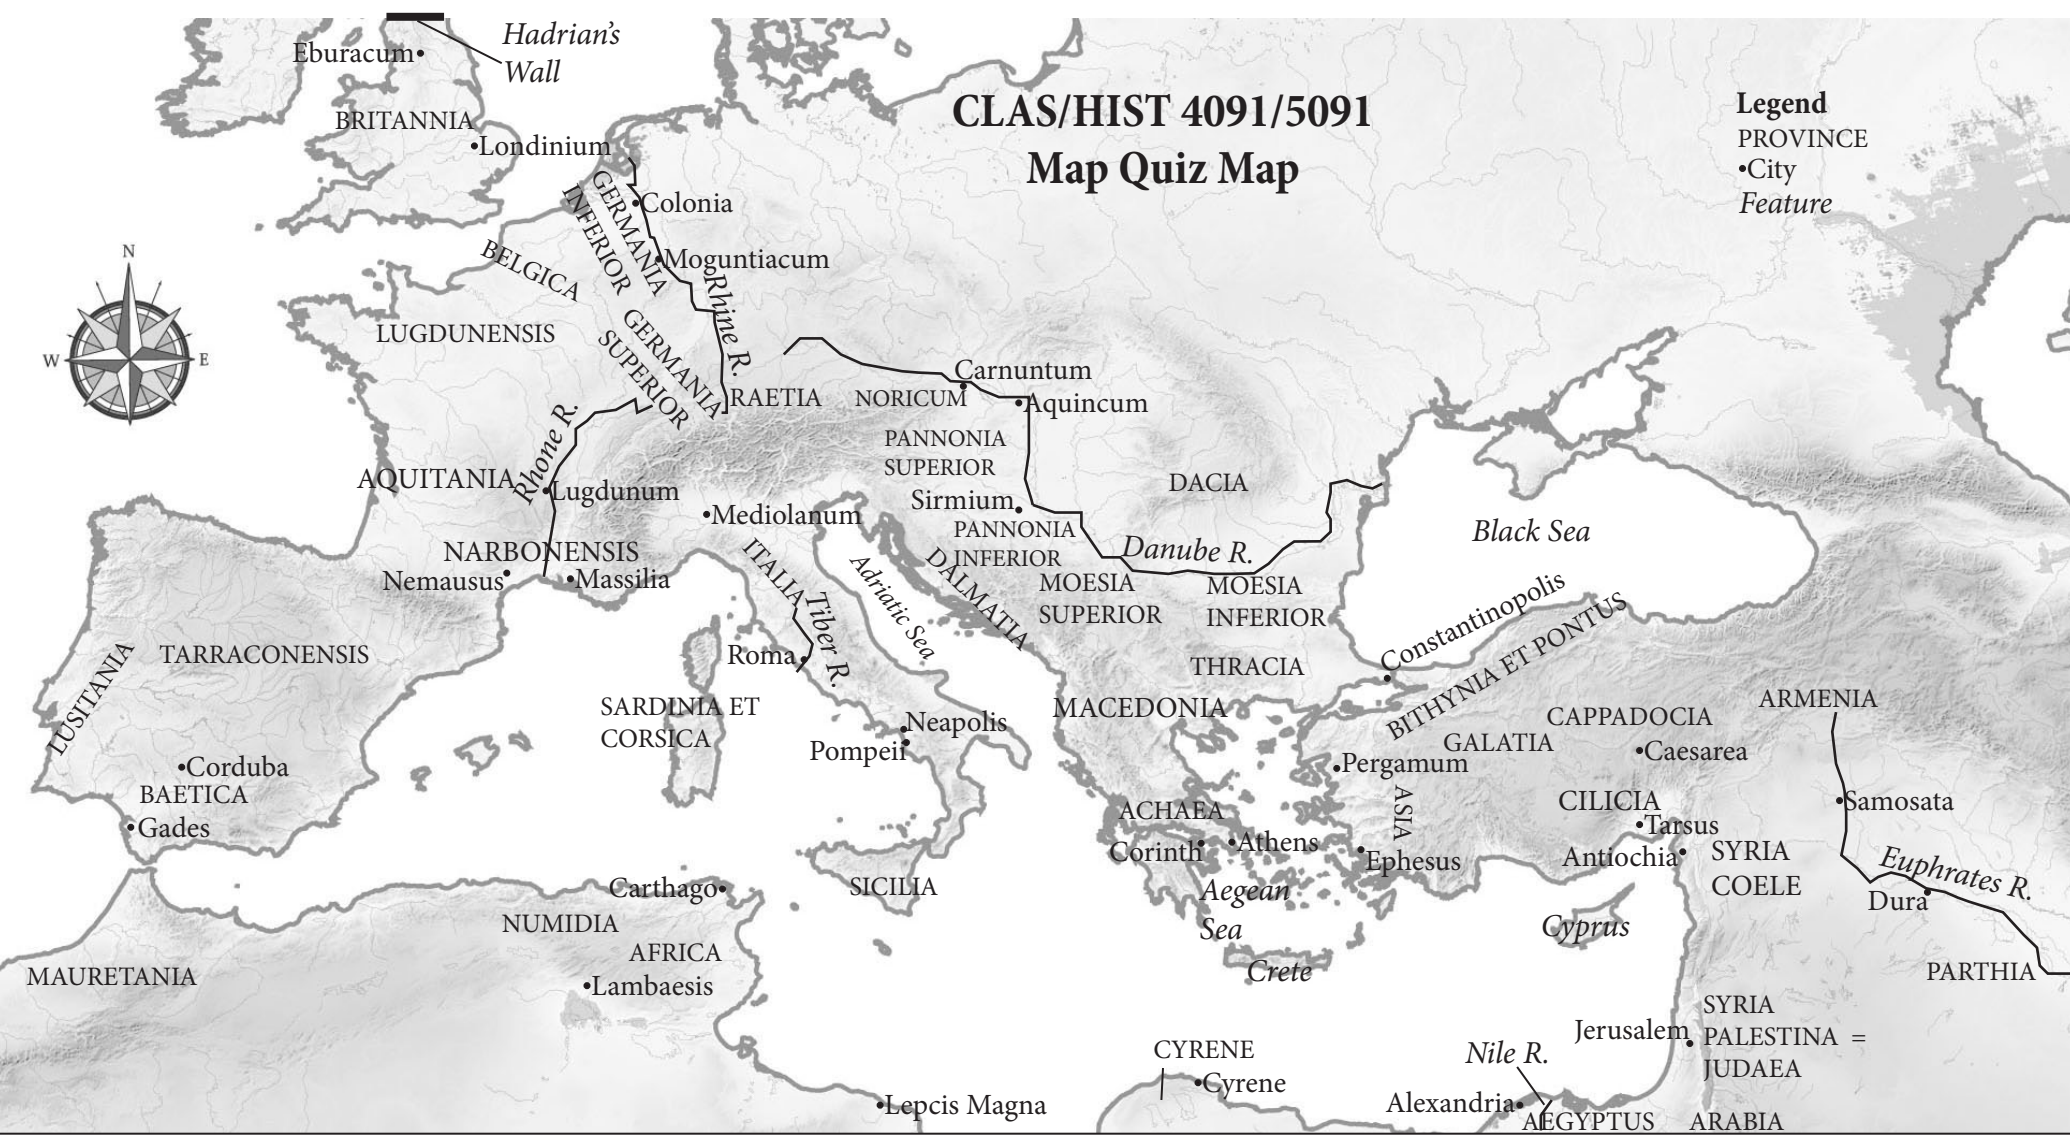 Hadrian's
Wall
Eburacum
BRITANNIA
Londinium
CLAS/HIST 4091/5091
Map Quiz Map
Legend
PROVINCE
•City
Feature
N
W
E
S
GERMANIA
INFERIOR
Colonia
Moguntiacum
BELGICA
Rhine R.
LUGDUNENSIS
GERMANIA
SUPERIOR
RAETIA
NORICUM
Carnuntum
Aquincum
Rhone R.
PANNONIA
SUPERIOR
AQUITANIA
Lugdunum
DACIA
Sirmium
Mediolanum
PANNONIA
INFERIOR
Danube R.
Black Sea
NARBONENSIS
Nemausus
Massilia
ITALIA
Tiber R.
Adriatic Sea
DALMATIA
MOESIA
SUPERIOR
MOESIA
INFERIOR
Constantinopolis
BITHYNIA ET PONTUS
LUSITANIA
TARRACONENSIS
Roma
THRACIA
SARDINIA ET
CORSICA
MACEDONIA
ARMENIA
Neapolis
Pompeii
CAPPADOCIA
GALATIA
Caesarea
Corduba
BAETICA
Gades
Pergamum
ASIA
CILICIA
Tarsus
Samosata
ACHAEA
Corinth
Athens
Ephesus
Antiochia
SYRIA
COELE
Euphrates R.
Dura
Carthago
SICILIA
Aegean
Sea
Cyprus
NUMIDIA
AFRICA
Lambaesis
MAURETANIA
Crete
PARTHIA
SYRIA
PALESTINA =
JUDAEA
Jerusalem
CYRENE
Cyrene
Nile R.
Lepcis Magna
Alexandria
AEGYPTUS
ARABIA